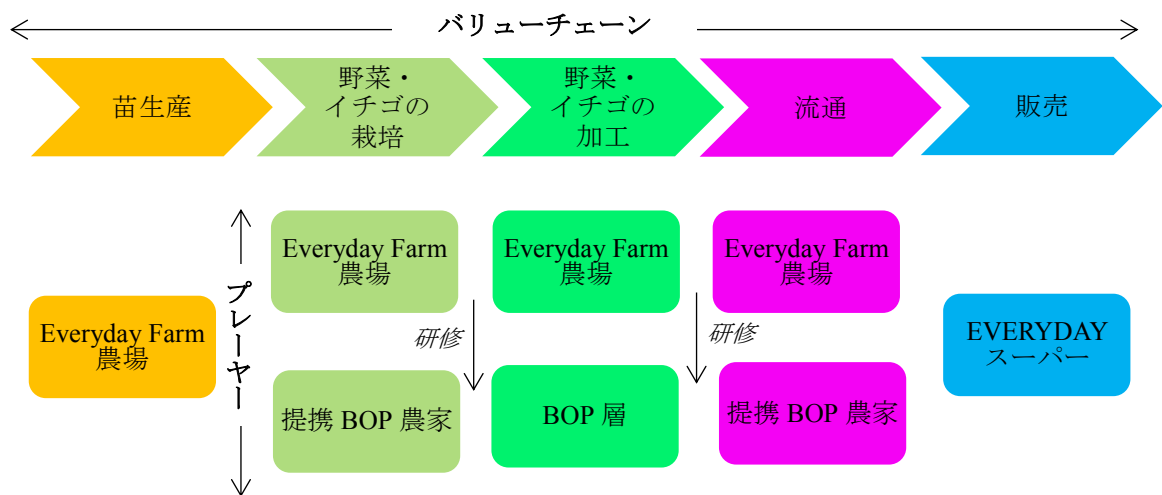 バリューチェーン
苗生産
野菜・
イチゴの
栽培
野菜・
イチゴの
加工
流通
販売
プレーヤー
Everyday Farm
農場
Everyday Farm
農場
研修
提携 BOP 農家
Everyday Farm
農場
研修
BOP 層
Everyday Farm
農場
提携 BOP 農家
EVERYDAY
スーパー